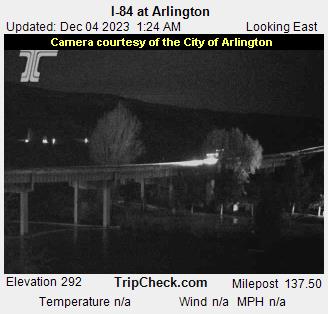 I-84 at Arlington
Updated: Dec 04 2023 1:24 AM Looking East
Camera courtesy of the City of Arlington
Elevation 292 TripCheck.com Milepost 137.50
Temperature n/a Wind n/a MPH n/a